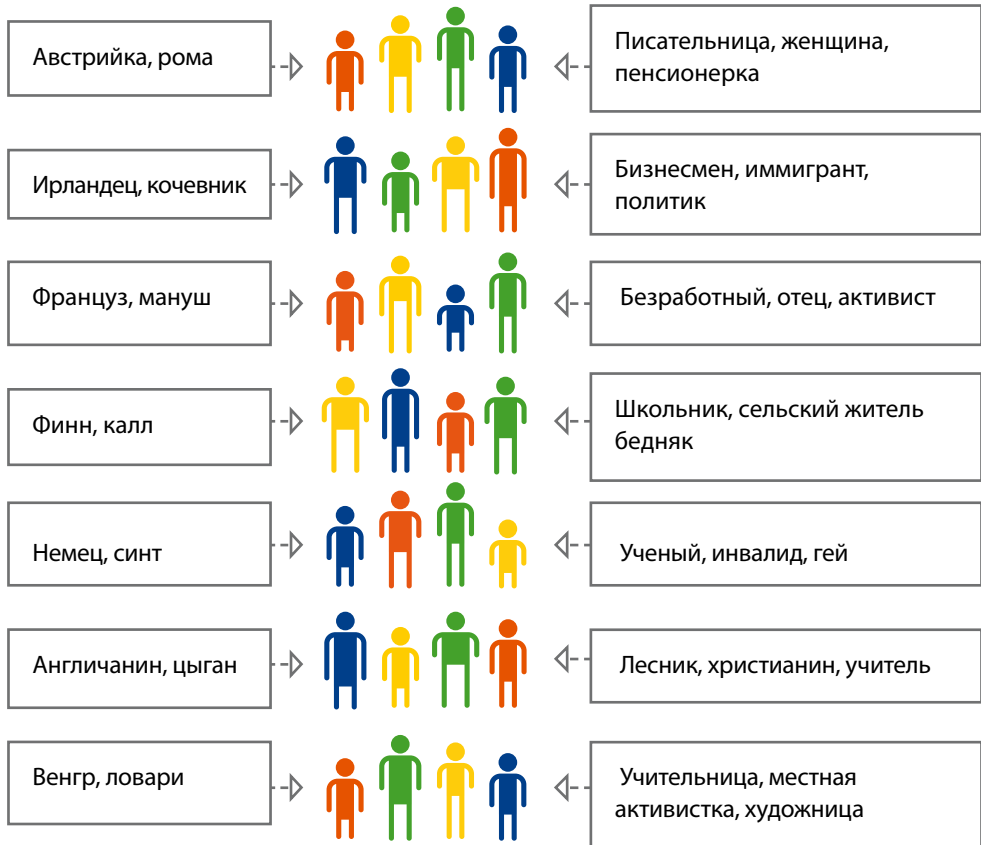 Австрийка, рома
Писательница, женщина,
пенсионерка
Ирландец, кочевник
Бизнесмен, иммигрант,
политик
Француз, мануш
Безработный, отец, активист
Финн, калл
Школьник, сельский житель
бедняк
Немец, синт
Ученый, инвалид, гей
Англичанин, цыган
Лесник, христианин, учитель
Венгр, ловари
Учительница, местная
активистка, художница